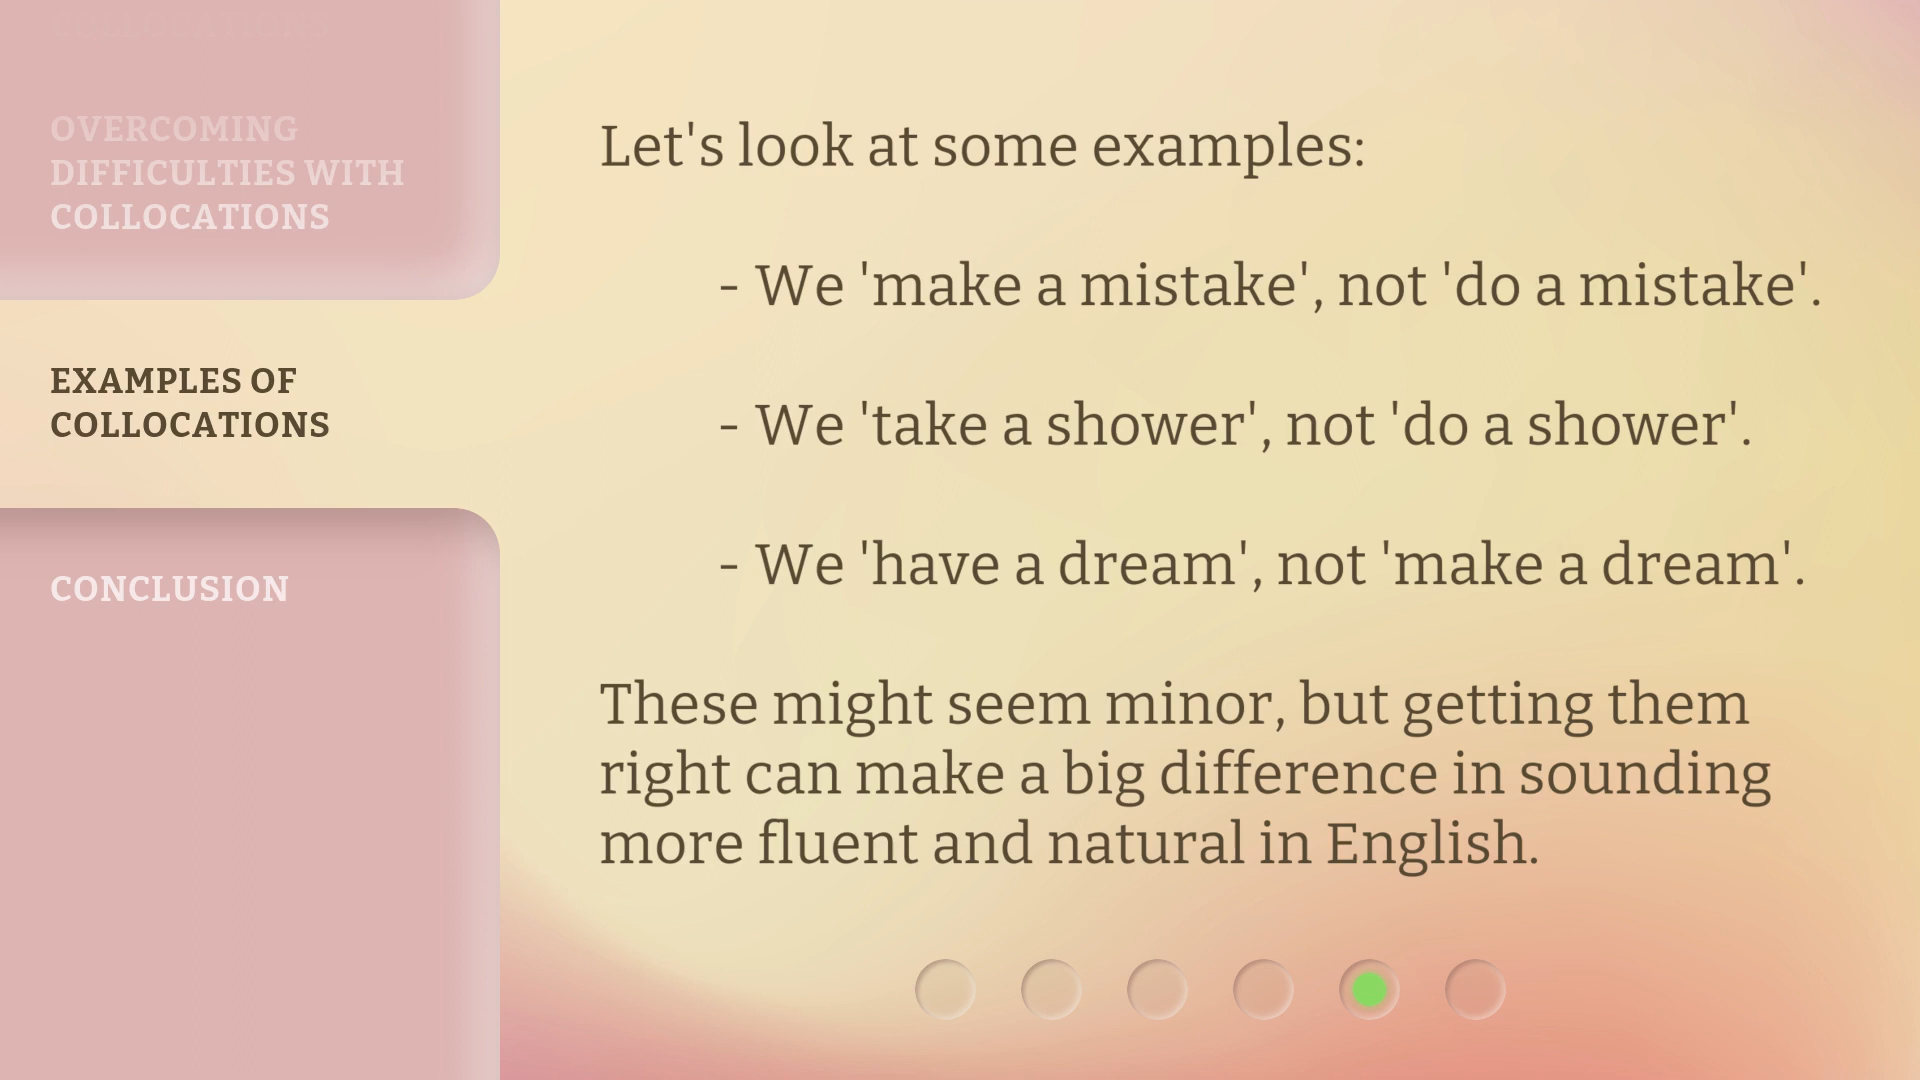 COLLOCATIONS
OVERCOMING
DIFFICULTIES WITH
COLLOCATIONS
EXAMPLES OF
COLLOCATIONS
CONCLUSION
Let's look at some examples:
- We 'make a mistake', not 'do a mistake'.
- We 'take a shower', not 'do a shower'.
- We 'have a dream', not 'make a dream'.
These might seem minor, but getting them
right can make a big difference in sounding
more fluent and natural in English.